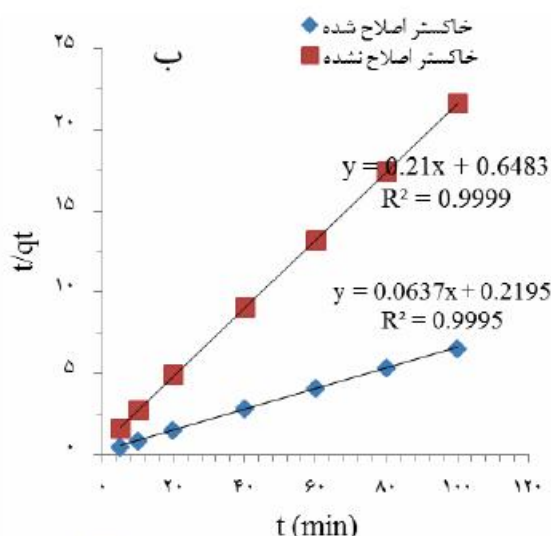 خاکستر اصلاح شده
خاکستر اصلاح نشده
ب
t/qt
۲۵
۲۰
۱۵
۱۰
۵
۰
y = 0.21x + 0.6483
R² = 0.9999
y = 0.0637x + 0.2195
R² = 0.9995
۰ ۲۰ ۴۰ ۶۰ ۸۰ ۱۰۰ ۱۲۰
t (min)